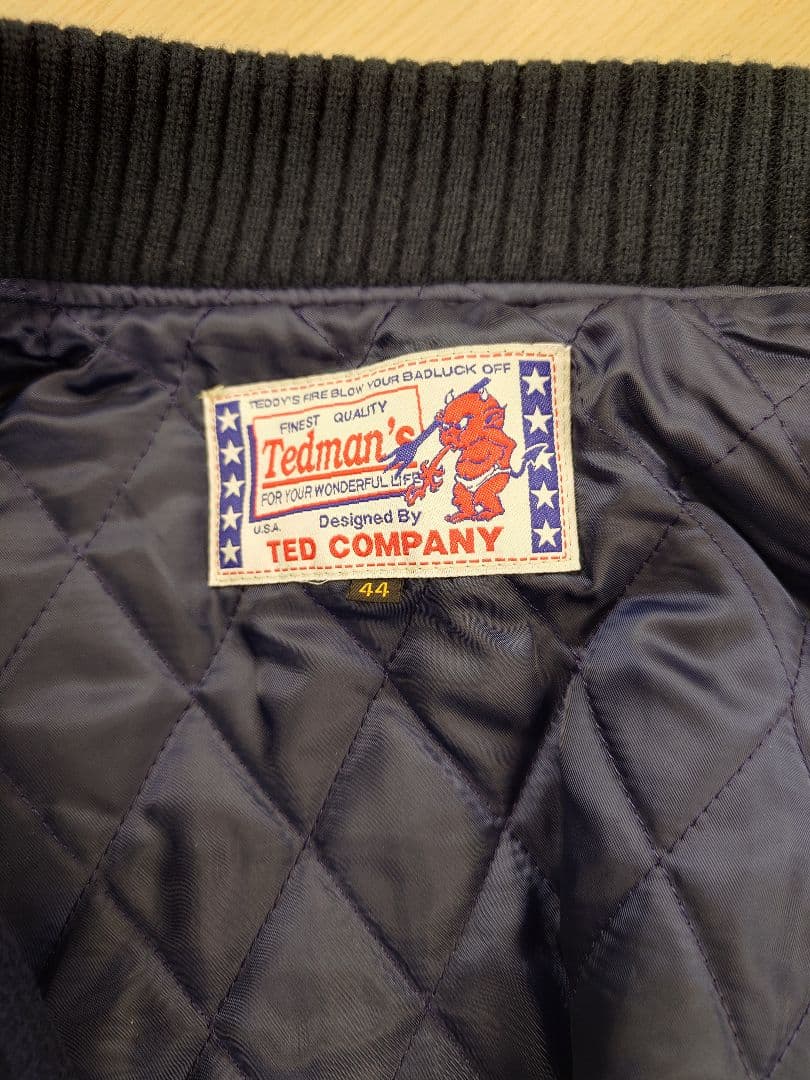 TEDDY'S FIRE BLOW YOUR BADLUCK OFF
FINEST QUALITY
Tedman's
FOR YOUR WONDERFUL LIFE
U.S.A.
Designed By
TED COMPANY
44